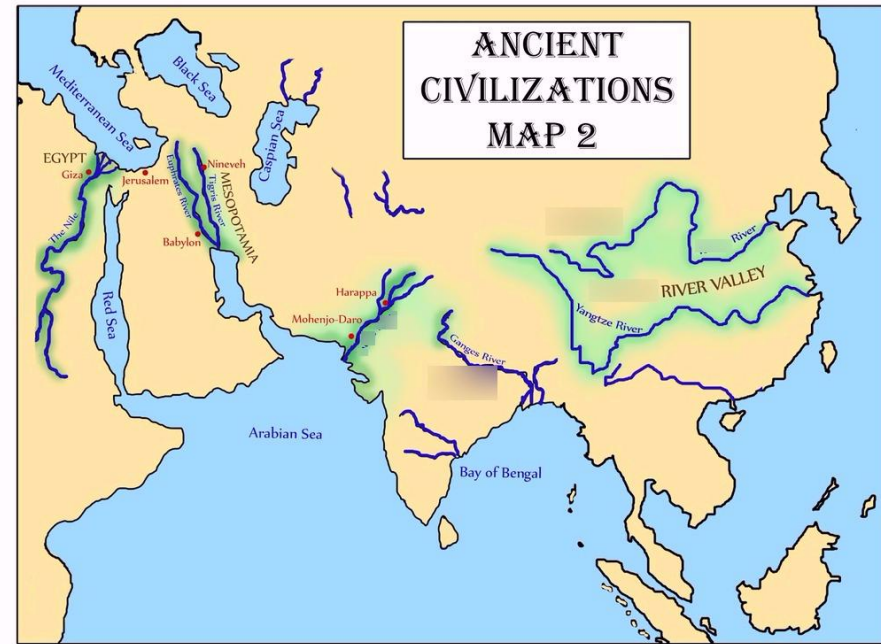 ANCIENT
CIVILIZATIONS
MAP 2
Black Sea
Mediterranean Sea
Caspian Sea
EGYPT
Giza
Jerusalem
Nineveh
Euphrates River
Tigris River
MESOPOTAMIA
The Nile
Babylon
Red Sea
Harappa
Mohenjo-Daro
Ganges River
River
RIVER VALLEY
Yangtze River
Arabian Sea
Bay of Bengal